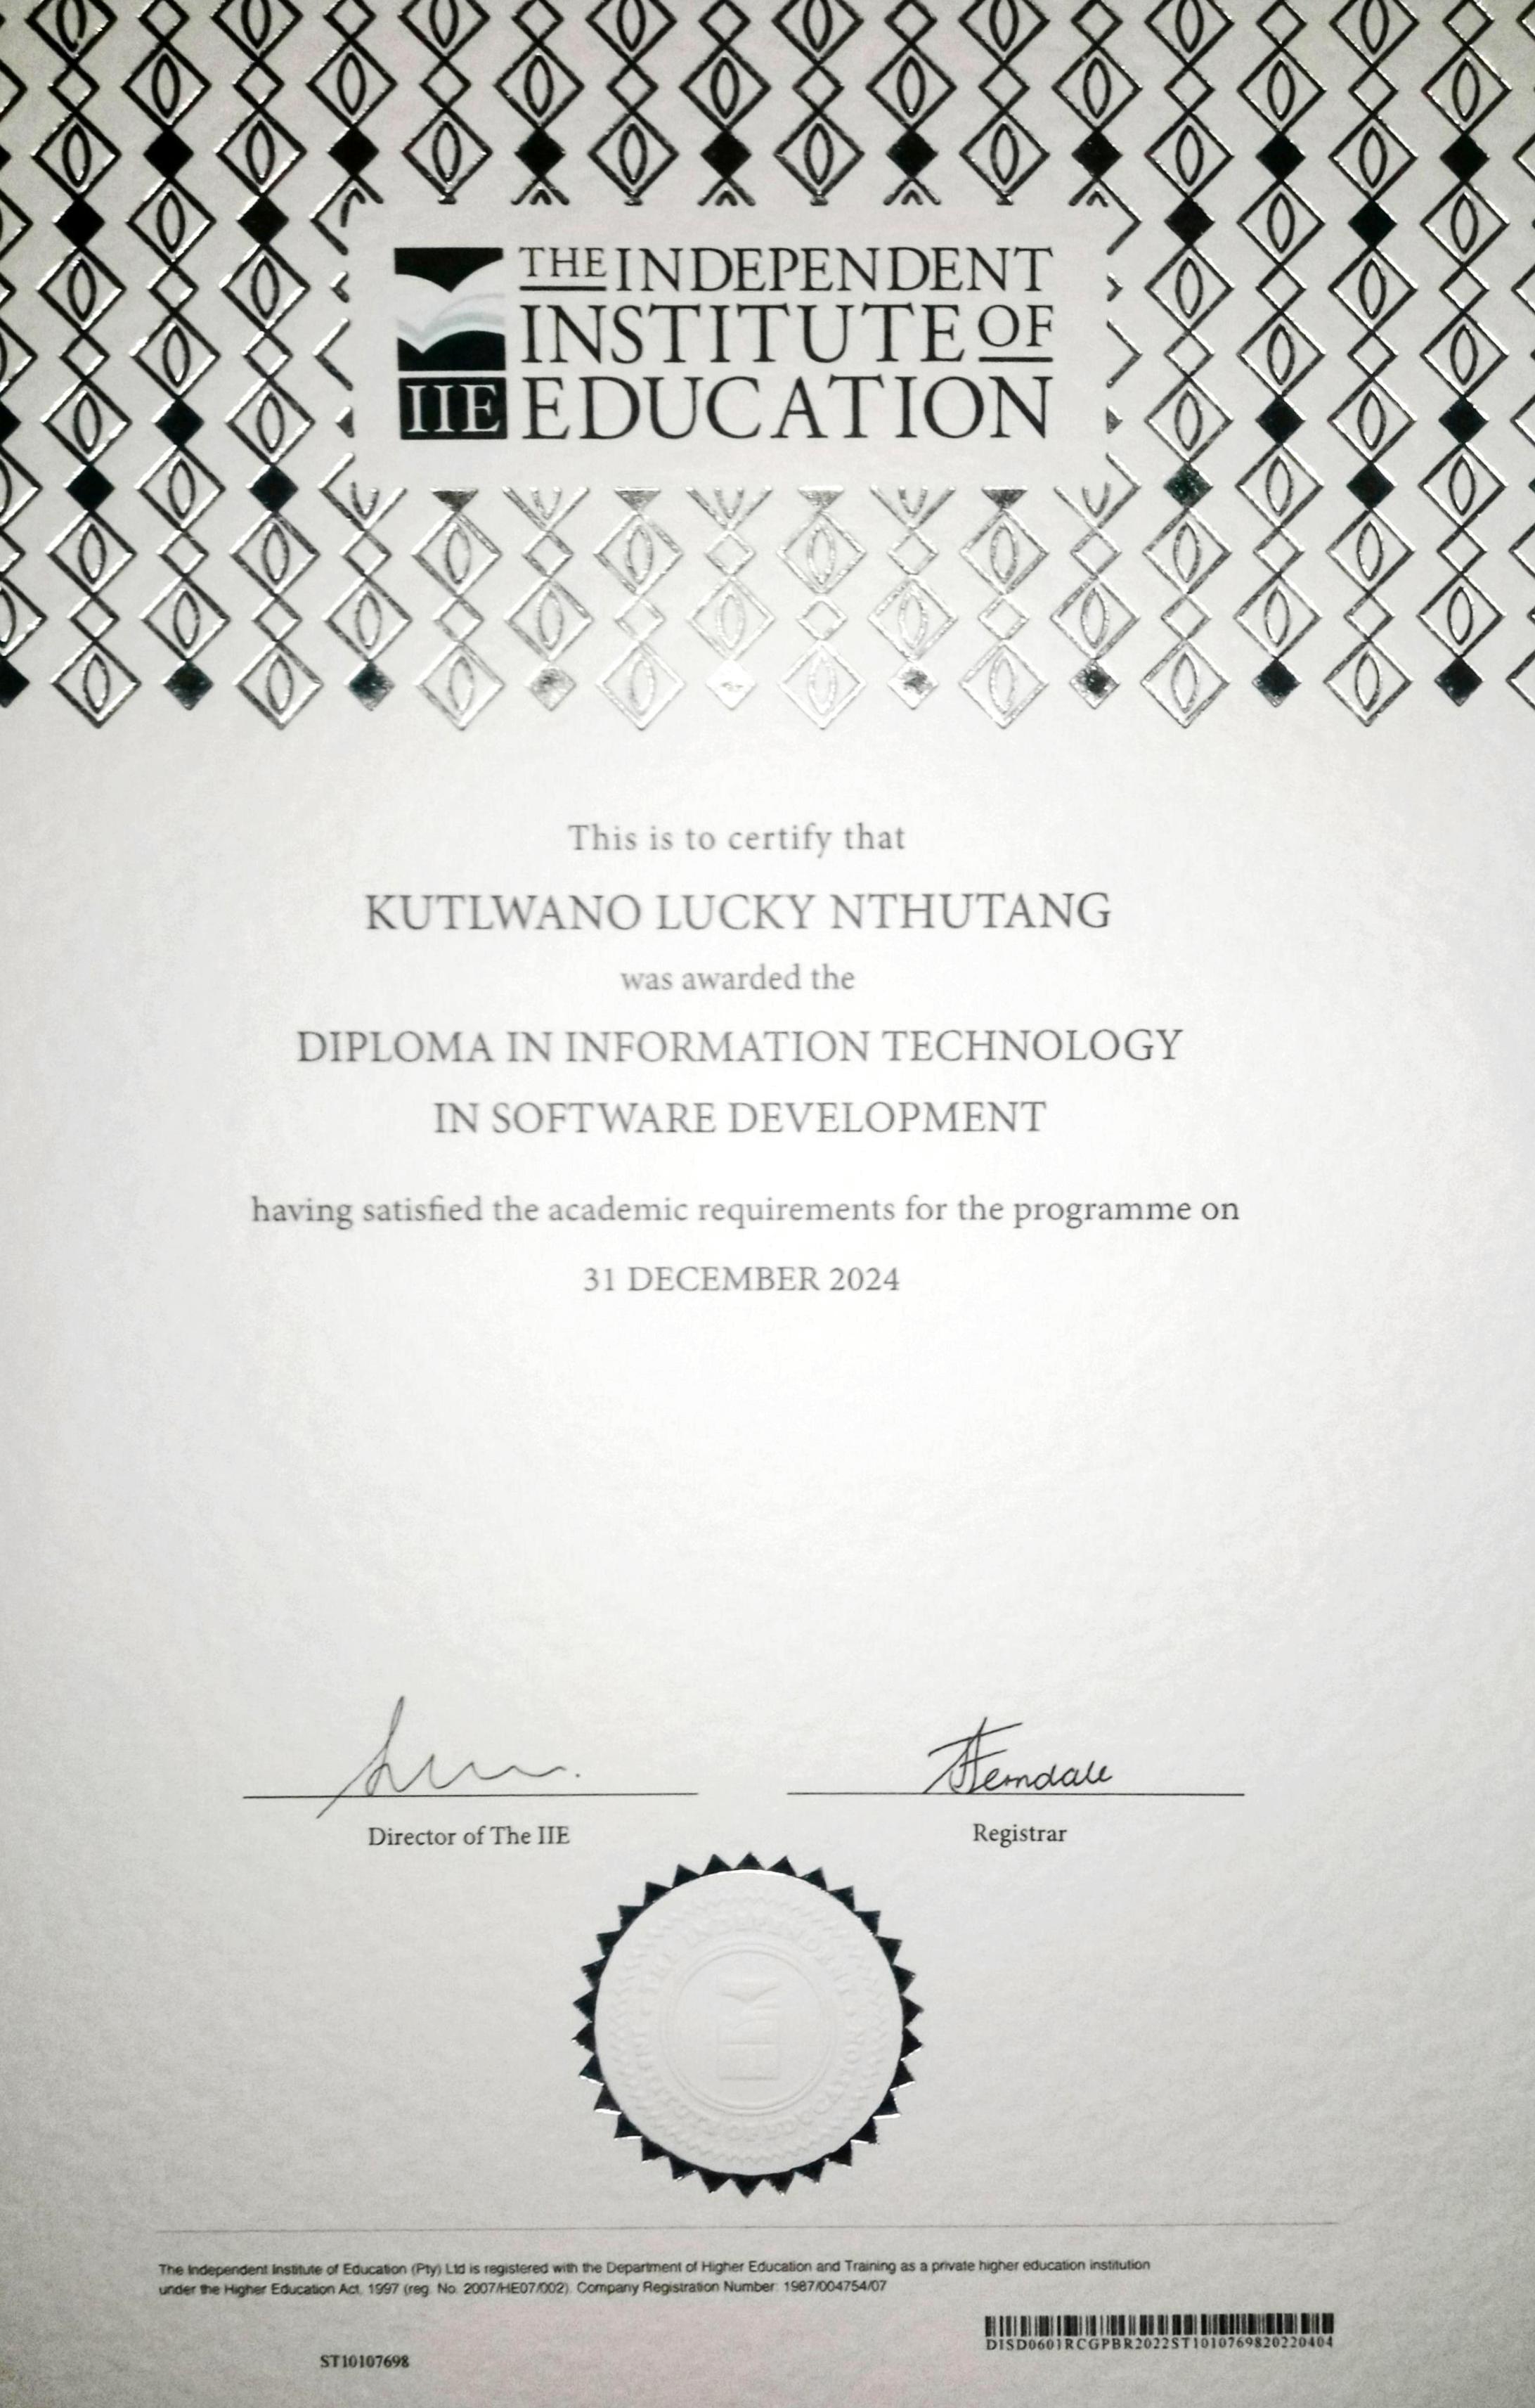 THE INDEPENDENT
INSTITUTE OF
IIE EDUCATION
This is to certify that
KUTLWANO LUCKY NTHUTANG
was awarded the
DIPLOMA IN INFORMATION TECHNOLOGY
IN SOFTWARE DEVELOPMENT
having satisfied the academic requirements for the programme on
31 DECEMBER 2024
Director of The IIE
Registrar
The Independent Institute of Education (Pty) Ltd is registered with the Department of Higher Education and Training as a private higher education institution
under the Higher Education Act, 1997 (reg. No. 2007/HE07/002). Company Registration Number: 1987/004754/07
DISD0601RCGPBR2022ST1010769820220404
ST10107698